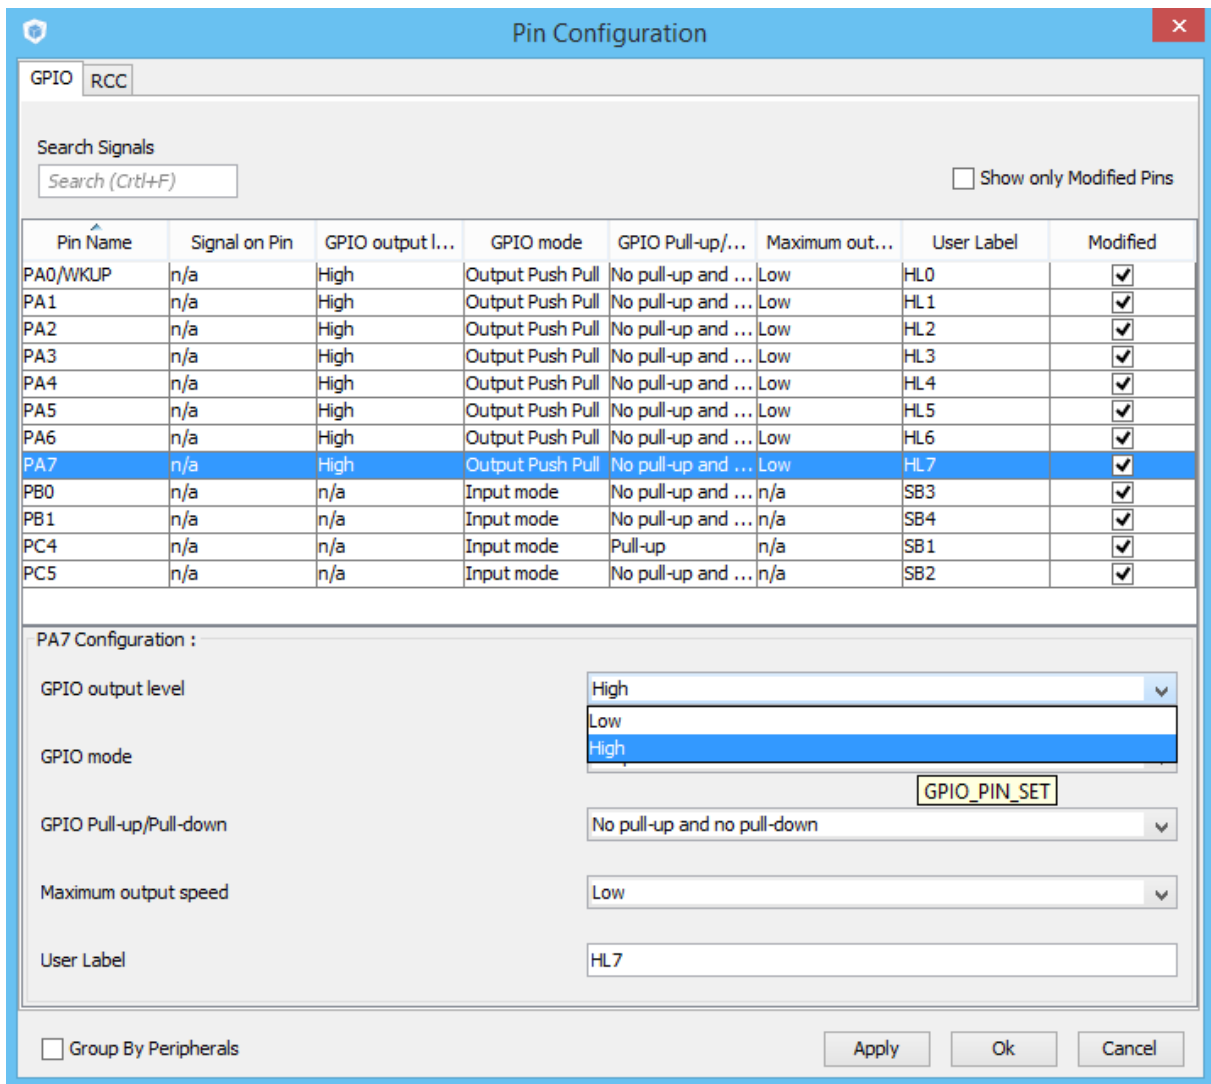 Pin Configuration
GPIO RCC
Search Signals
Search (Crtl+F)
Show only Modified Pins
Pin Name Signal on Pin GPIO output l... GPIO mode GPIO Pull-up/... Maximum out... User Label Modified
PA0/WKUP n/a High Output Push Pull No pull-up and ... Low HL0
PA1 n/a High Output Push Pull No pull-up and ... Low HL1
PA2 n/a High Output Push Pull No pull-up and ... Low HL2
PA3 n/a High Output Push Pull No pull-up and ... Low HL3
PA4 n/a High Output Push Pull No pull-up and ... Low HL4
PA5 n/a High Output Push Pull No pull-up and ... Low HL5
PA6 n/a High Output Push Pull No pull-up and ... Low HL6
PA7 n/a High Output Push Pull No pull-up and ... Low HL7
PB0 n/a n/a Input mode No pull-up and ... n/a SB3
PB1 n/a n/a Input mode No pull-up and ... n/a SB4
PC4 n/a n/a Input mode Pull-up n/a SB1
PC5 n/a n/a Input mode No pull-up and ... n/a SB2
PA7 Configuration :
GPIO output level High
Low
High
GPIO mode
GPIO_PIN_SET
GPIO Pull-up/Pull-down No pull-up and no pull-down
Maximum output speed Low
User Label HL7
Group By Peripherals Apply Ok Cancel